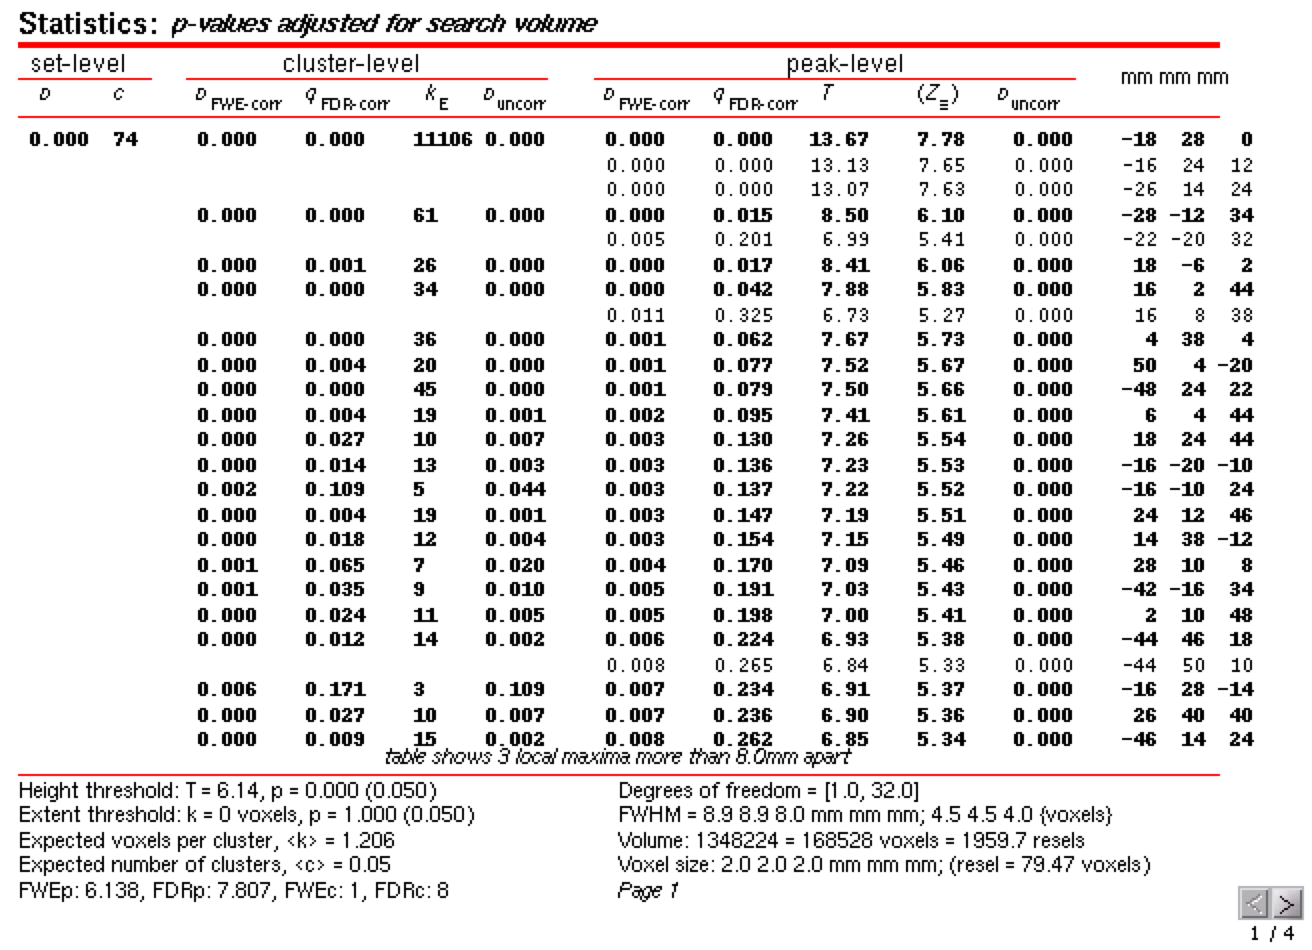 Statistics: p-values adjusted for search volume
set-level cluster-level peak-level mm mm mm
p c p FWE-corr q FDR-corr k E p uncorr p FWE-corr q FDR-corr T (Z≡) p uncorr
0.000 74 0.000 0.000 11106 0.000 0.000 0.000 13.67 7.78 0.000 -18 28 0
0.000 0.000 13.13 7.65 0.000 -16 24 12
0.000 0.000 13.07 7.63 0.000 -26 14 24
0.000 0.000 61 0.000 0.000 0.015 8.50 6.10 0.000 -28 -12 34
0.005 0.201 6.99 5.41 0.000 -22 -20 32
0.000 0.001 26 0.000 0.000 0.017 8.41 6.06 0.000 18 -6 2
0.000 0.000 34 0.000 0.000 0.042 7.88 5.83 0.000 16 2 44
0.011 0.325 6.73 5.27 0.000 16 8 38
0.000 0.000 36 0.000 0.001 0.062 7.67 5.73 0.000 4 38 4
0.000 0.004 20 0.000 0.001 0.077 7.52 5.67 0.000 50 4 -20
0.000 0.000 45 0.000 0.001 0.079 7.50 5.66 0.000 -48 24 22
0.000 0.004 19 0.001 0.002 0.095 7.41 5.61 0.000 6 4 44
0.000 0.027 10 0.007 0.003 0.130 7.26 5.54 0.000 18 24 44
0.000 0.014 13 0.003 0.003 0.136 7.23 5.53 0.000 -16 -20 -10
0.002 0.109 5 0.044 0.003 0.137 7.22 5.52 0.000 -16 -10 24
0.000 0.004 19 0.001 0.003 0.147 7.19 5.51 0.000 24 12 46
0.000 0.018 12 0.004 0.003 0.154 7.15 5.49 0.000 14 38 -12
0.001 0.065 7 0.020 0.004 0.170 7.09 5.46 0.000 28 10 8
0.001 0.035 9 0.010 0.005 0.191 7.03 5.43 0.000 -42 -16 34
0.000 0.024 11 0.005 0.005 0.198 7.00 5.41 0.000 2 10 48
0.000 0.012 14 0.002 0.006 0.224 6.93 5.38 0.000 -44 46 18
0.008 0.265 6.84 5.33 0.000 -44 50 10
0.006 0.171 3 0.109 0.007 0.234 6.91 5.37 0.000 -16 28 -14
0.000 0.027 10 0.007 0.007 0.236 6.90 5.36 0.000 26 40 40
0.000 0.009 15 0.002 0.008 0.262 6.85 5.34 0.000 -46 14 24
table shows 3 local maxima more than 8.0mm apart
Height threshold: T = 6.14, p = 0.000 (0.050)
Extent threshold: k = 0 voxels, p = 1.000 (0.050)
Expected voxels per cluster, <k> = 1.206
Expected number of clusters, <c> = 0.05
FWEp: 6.138, FDRp: 7.807, FWEc: 1, FDRc: 8
Degrees of freedom = [1.0, 32.0]
FWHM = 8.9 8.9 8.0 mm mm mm; 4.5 4.5 4.0 {voxels}
Volume: 1348224 = 168528 voxels = 1959.7 resels
Voxel size: 2.0 2.0 2.0 mm mm mm; (resel = 79.47 voxels)
Page 1
< >
1 / 4